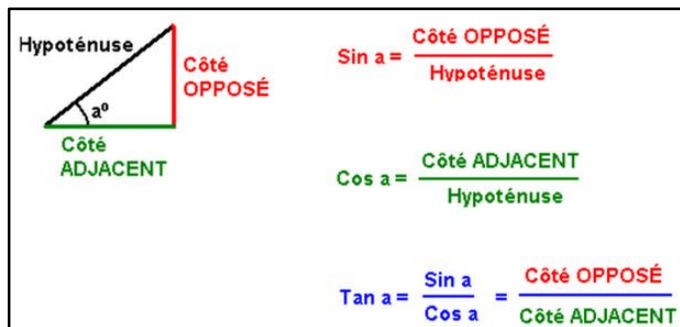 Hypoténuse
Côté
OPPOSÉ
aº
Côté
ADJACENT
Sin a = Côté OPPOSÉ
Hypoténuse
Cos a = Côté ADJACENT
Hypoténuse
Tan a = Sin a = Côté OPPOSÉ
Cos a Côté ADJACENT